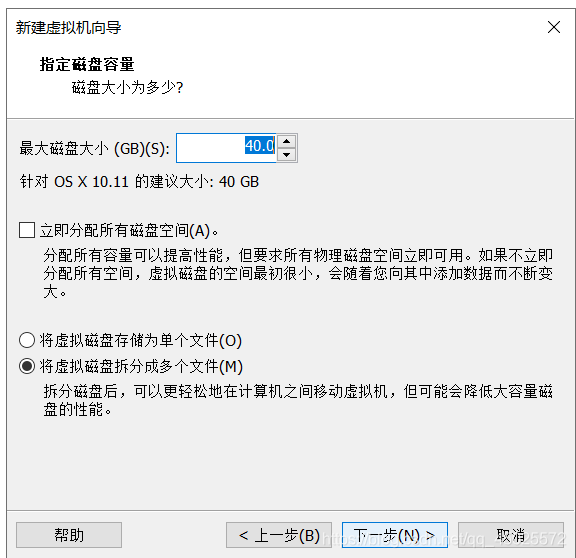 新建虚拟机向导
指定磁盘容量
磁盘大小为多少?
最大磁盘大小 (GB)(S): 40.0
针对 OS X 10.11 的建议大小: 40 GB
立即分配所有磁盘空间(A)。
分配所有容量可以提高性能，但要求所有物理磁盘空间立即可用。如果不立即
分配所有空间，虚拟磁盘的空间最初很小，会随着您向其中添加数据而不断变
大。
将虚拟磁盘存储为单个文件(O)
将虚拟磁盘拆分成多个文件(M)
拆分磁盘后，可以更轻松地在计算机之间移动虚拟机，但可能会降低大容量磁
盘的性能。
帮助 < 上一步(B) 下一步(N) > 取消